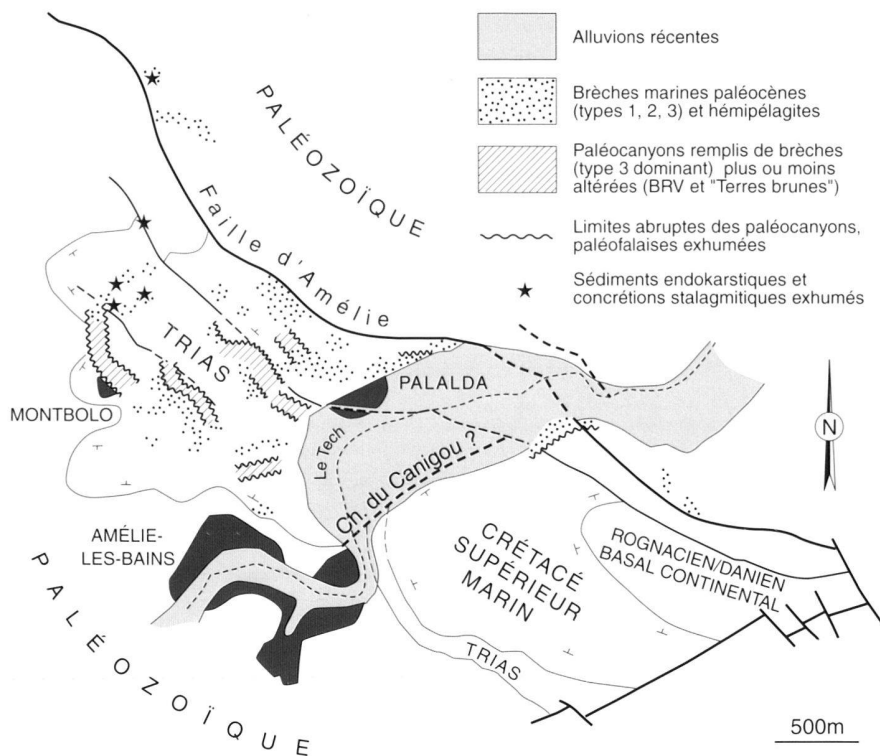 Alluvions récentes
Brèches marines paléocènes
(types 1, 2, 3) et hémipélagites
Paléocanyons remplis de brèches
(type 3 dominant) plus ou moins
altérées (BRV et "Terres brunes")
Limites abruptes des paléocanyons,
paléofalaises exhumées
Sédiments endokarstiques et
concrétions stalagmitiques exhumés
PALÉOZOÏQUE
Faille d'Amélie
TRIAS
PALALDA
MONTBOLO
Le Tech
Ch. du Canigou ?
N
AMÉLIE-
LES-BAINS
CRÉTACÉ
SUPÉRIEUR
MARIN
ROGNACIEN/DANIEN
BASAL CONTINENTAL
TRIAS
PALÉOZOÏQUE
500m